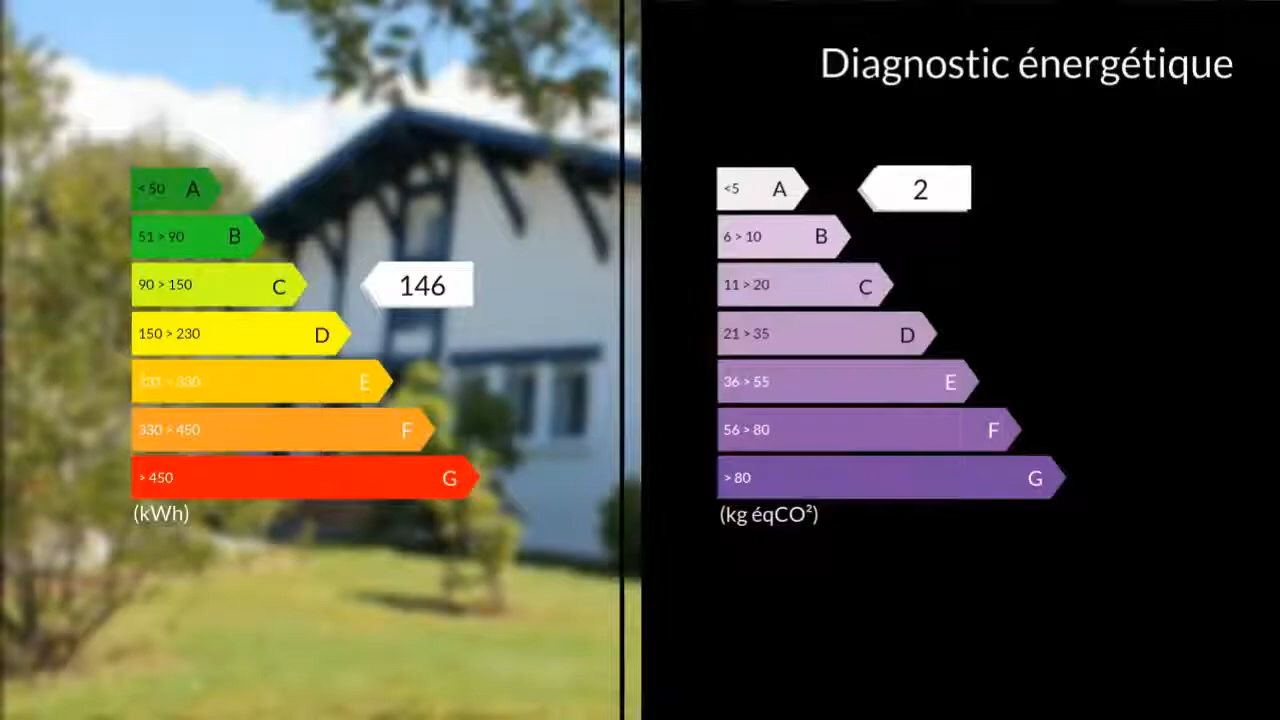 Diagnostic énergétique
<50 A
51 > 90 B
90 > 150 C
146
150 > 230 D
E
330 > 450 F
> 450 G
(kWh)
<5 A
2
6 > 10 B
11 > 20 C
21 > 35 D
36 > 55 E
56 > 80 F
> 80 G
(kg éqCO²)